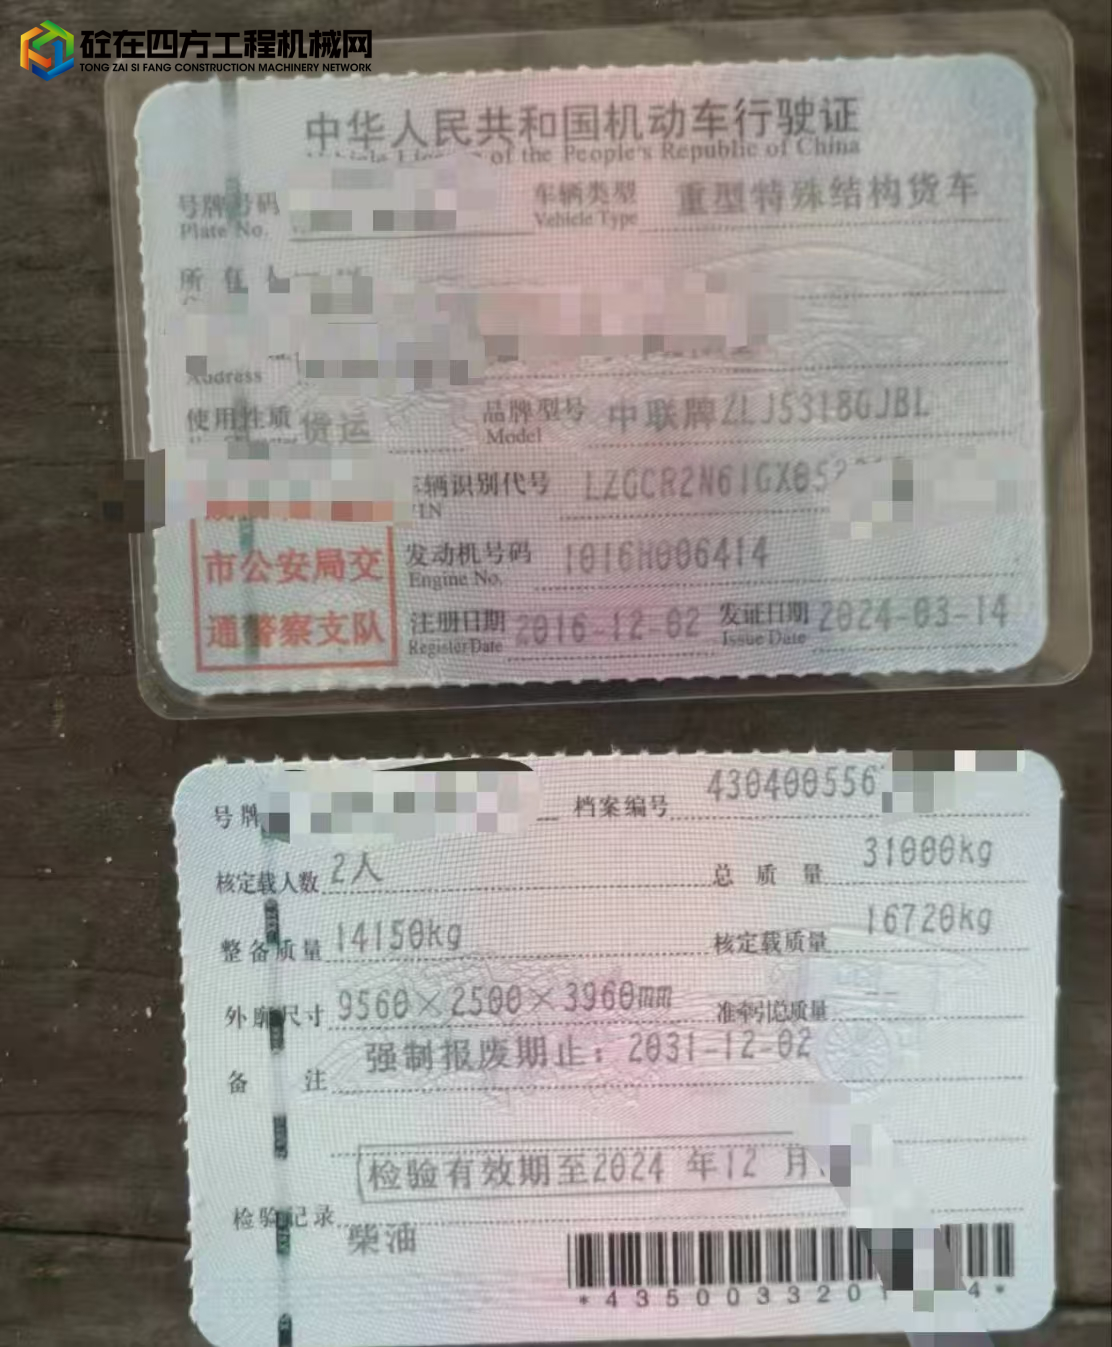 砼在四方工程机械网
TONG ZAI SI FANG CONSTRUCTION MACHINERY NETWORK
中华人民共和国机动车行驶证
of the People's Republic of China
号牌号码 车辆类型 重型特殊结构货车
Plate No. Vehicle Type
所
Address
使用性质 货运 品牌型号 中联牌ZLJ5318GJBL
Model
辆识别代号 LZGCR2N61GX05
市公安局交 发动机号码 1016H006414
Engine No.
通警察支队 注册日期 2016-12-02 发证日期 2024-03-14
Register Date Issue Date
号牌 档案编号 430400556
核定载人数 2人 总质量 31000kg
整备质量 14150kg 核定载质量 16720kg
外廓尺寸 9560×2500×3960mm 准牵引总质量 --
备注 强制报废期止：2031-12-02
检验有效期至2024 年12 月
检验记录
柴油
*4350033201 4*